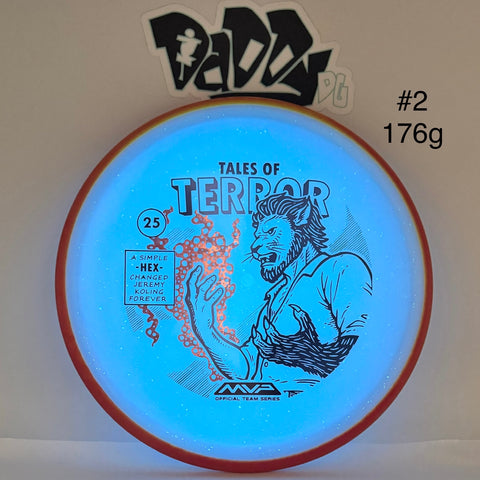 DADDY
DG
#2
176g
TALES OF
TERROR
25
A SIMPLE
-HEX-
CHANGED
JEREMY
KOLING
FOREVER
MVP
OFFICIAL TEAM SERIES